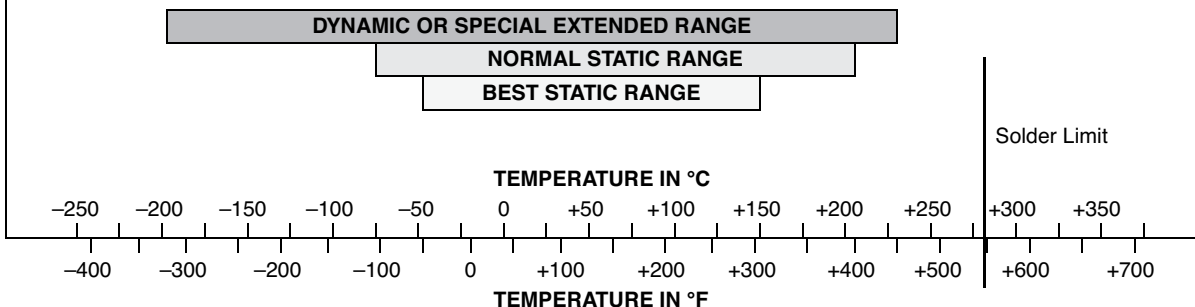 DYNAMIC OR SPECIAL EXTENDED RANGE
NORMAL STATIC RANGE
BEST STATIC RANGE
Solder Limit
TEMPERATURE IN °C
–250 –200 –150 –100 –50 0 +50 +100 +150 +200 +250 +300 +350
–400 –300 –200 –100 0 +100 +200 +300 +400 +500 +600 +700
TEMPERATURE IN °F